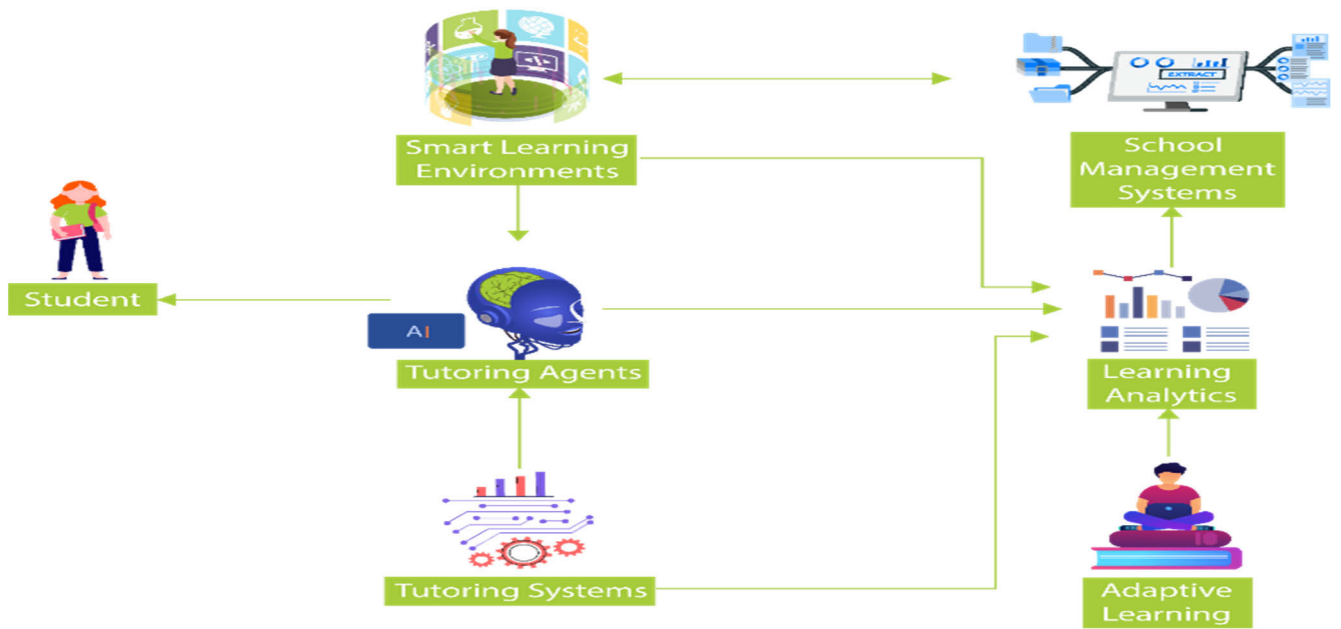 EXTRACT
Smart Learning
Environments
School
Management
Systems
Student
AI
Tutoring Agents
Learning
Analytics
Tutoring Systems
Adaptive
Learning